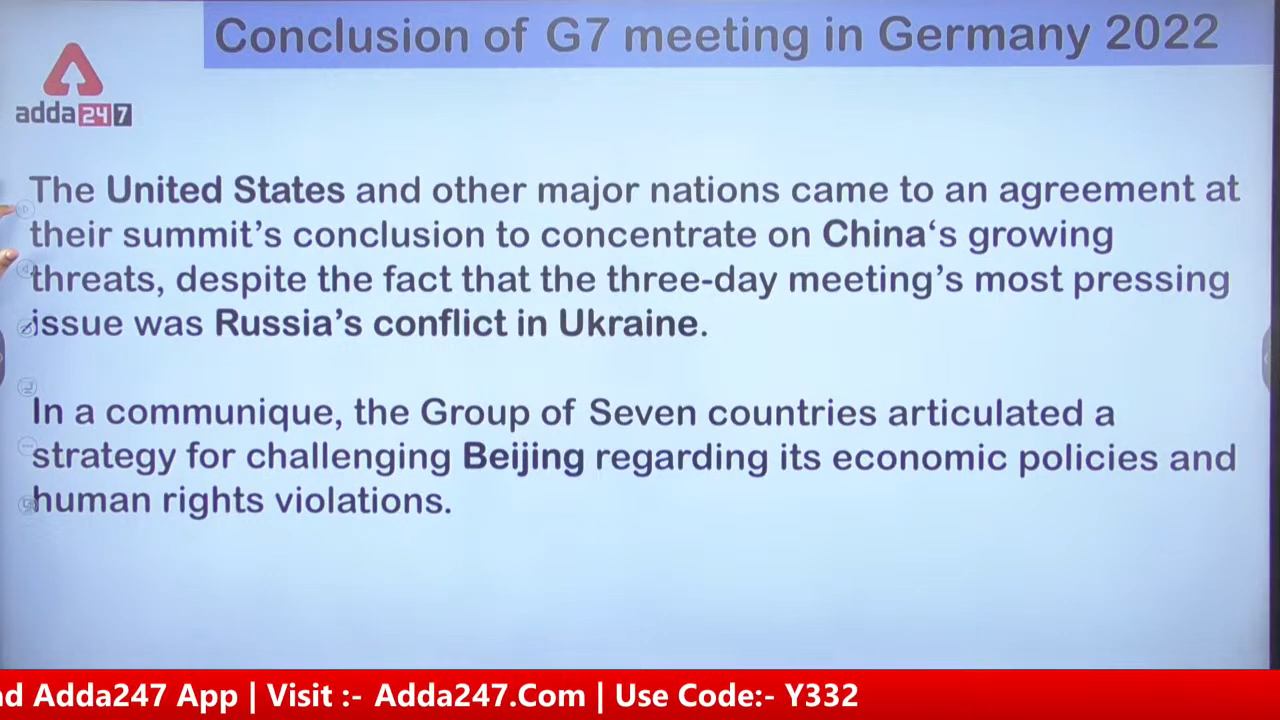 Conclusion of G7 meeting in Germany 2022
adda247
The United States and other major nations came to an agreement at
their summit's conclusion to concentrate on China‘s growing
threats, despite the fact that the three-day meeting's most pressing
issue was Russia's conflict in Ukraine.
In a communique, the Group of Seven countries articulated a
strategy for challenging Beijing regarding its economic policies and
human rights violations.
Adda247 App | Visit :- Adda247.Com | Use Code:- Y332